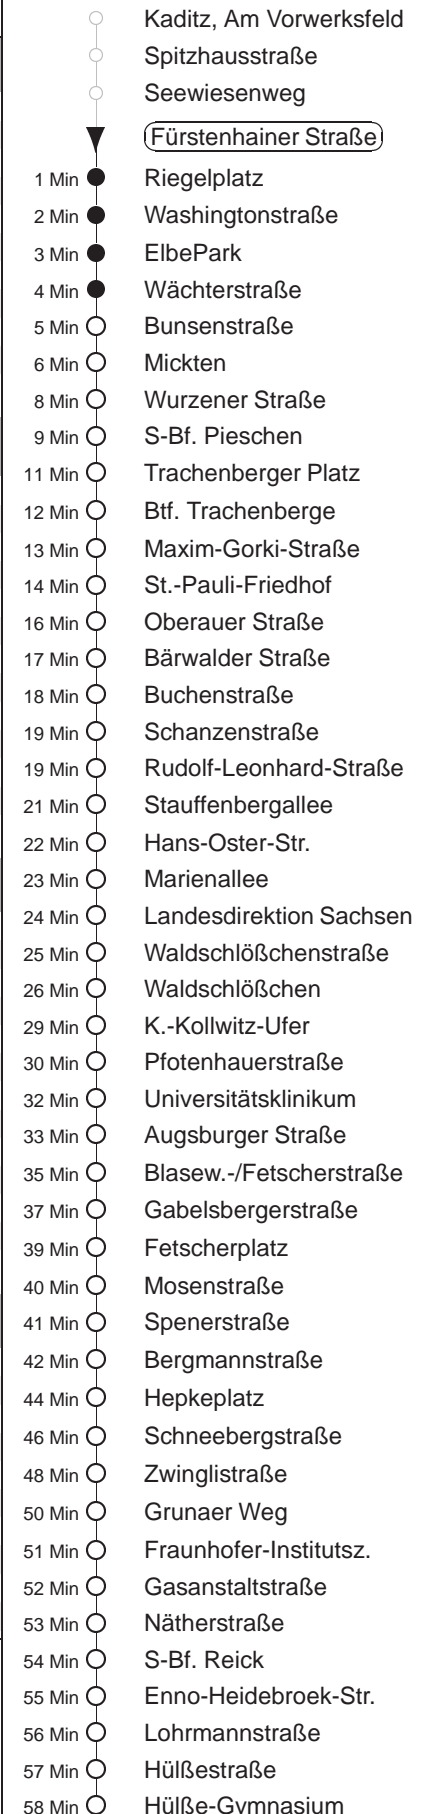 Kaditz, Am Vorwerksfeld
Spitzhausstraße
Seewiesenweg
Fürstenhainer Straße
1 Min Riegelplatz
2 Min Washingtonstraße
3 Min ElbePark
4 Min Wächterstraße
5 Min Bunsenstraße
6 Min Mickten
8 Min Wurzener Straße
9 Min S-Bf. Pieschen
11 Min Trachenberger Platz
12 Min Btf. Trachenberge
13 Min Maxim-Gorki-Straße
14 Min St.-Pauli-Friedhof
16 Min Oberauer Straße
17 Min Bärwalder Straße
18 Min Buchenstraße
19 Min Schanzenstraße
19 Min Rudolf-Leonhard-Straße
21 Min Stauffenbergallee
22 Min Hans-Oster-Str.
23 Min Marienallee
24 Min Landesdirektion Sachsen
25 Min Waldschlößchenstraße
26 Min Waldschlößchen
29 Min K.-Kollwitz-Ufer
30 Min Pfotenhauerstraße
32 Min Universitätsklinikum
33 Min Augsburger Straße
35 Min Blasew.-/Fetscherstraße
37 Min Gabelsbergerstraße
39 Min Fetscherplatz
40 Min Mosenstraße
41 Min Spenerstraße
42 Min Bergmannstraße
44 Min Hepkeplatz
46 Min Schneebergstraße
48 Min Zwinglistraße
50 Min Grunaer Weg
51 Min Fraunhofer-Institutsz.
52 Min Gasanstaltstraße
53 Min Nätherstraße
54 Min S-Bf. Reick
55 Min Enno-Heidebroek-Str.
56 Min Lohrmannstraße
57 Min Hülßestraße
58 Min Hülße-Gymnasium